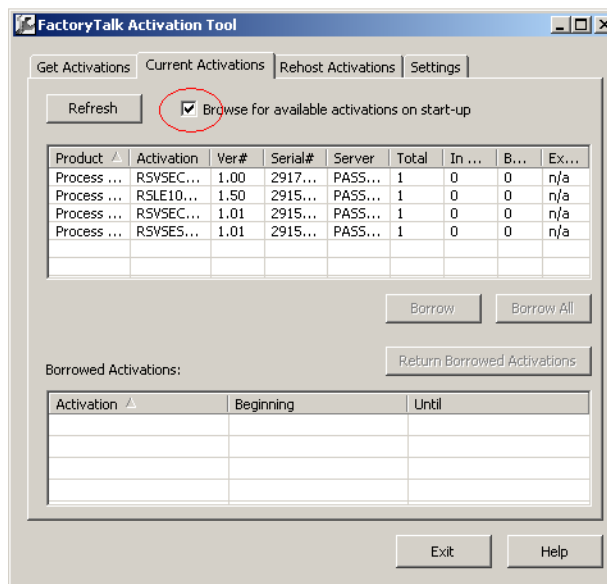 FactoryTalk Activation Tool
Get Activations Current Activations Rehost Activations Settings
Refresh Browse for available activations on start-up
Product Activation Ver# Serial# Server Total In ... B... Ex...
Process ... RSVSEC... 1.00 2917... PASS... 1 0 0 n/a
Process ... RSLE10... 1.50 2915... PASS... 1 0 0 n/a
Process ... RSVSEC... 1.01 2915... PASS... 1 0 0 n/a
Process ... RSVSES... 1.01 2915... PASS... 1 0 0 n/a
Borrow Borrow All
Return Borrowed Activations
Borrowed Activations:
Activation Beginning Until
Exit Help